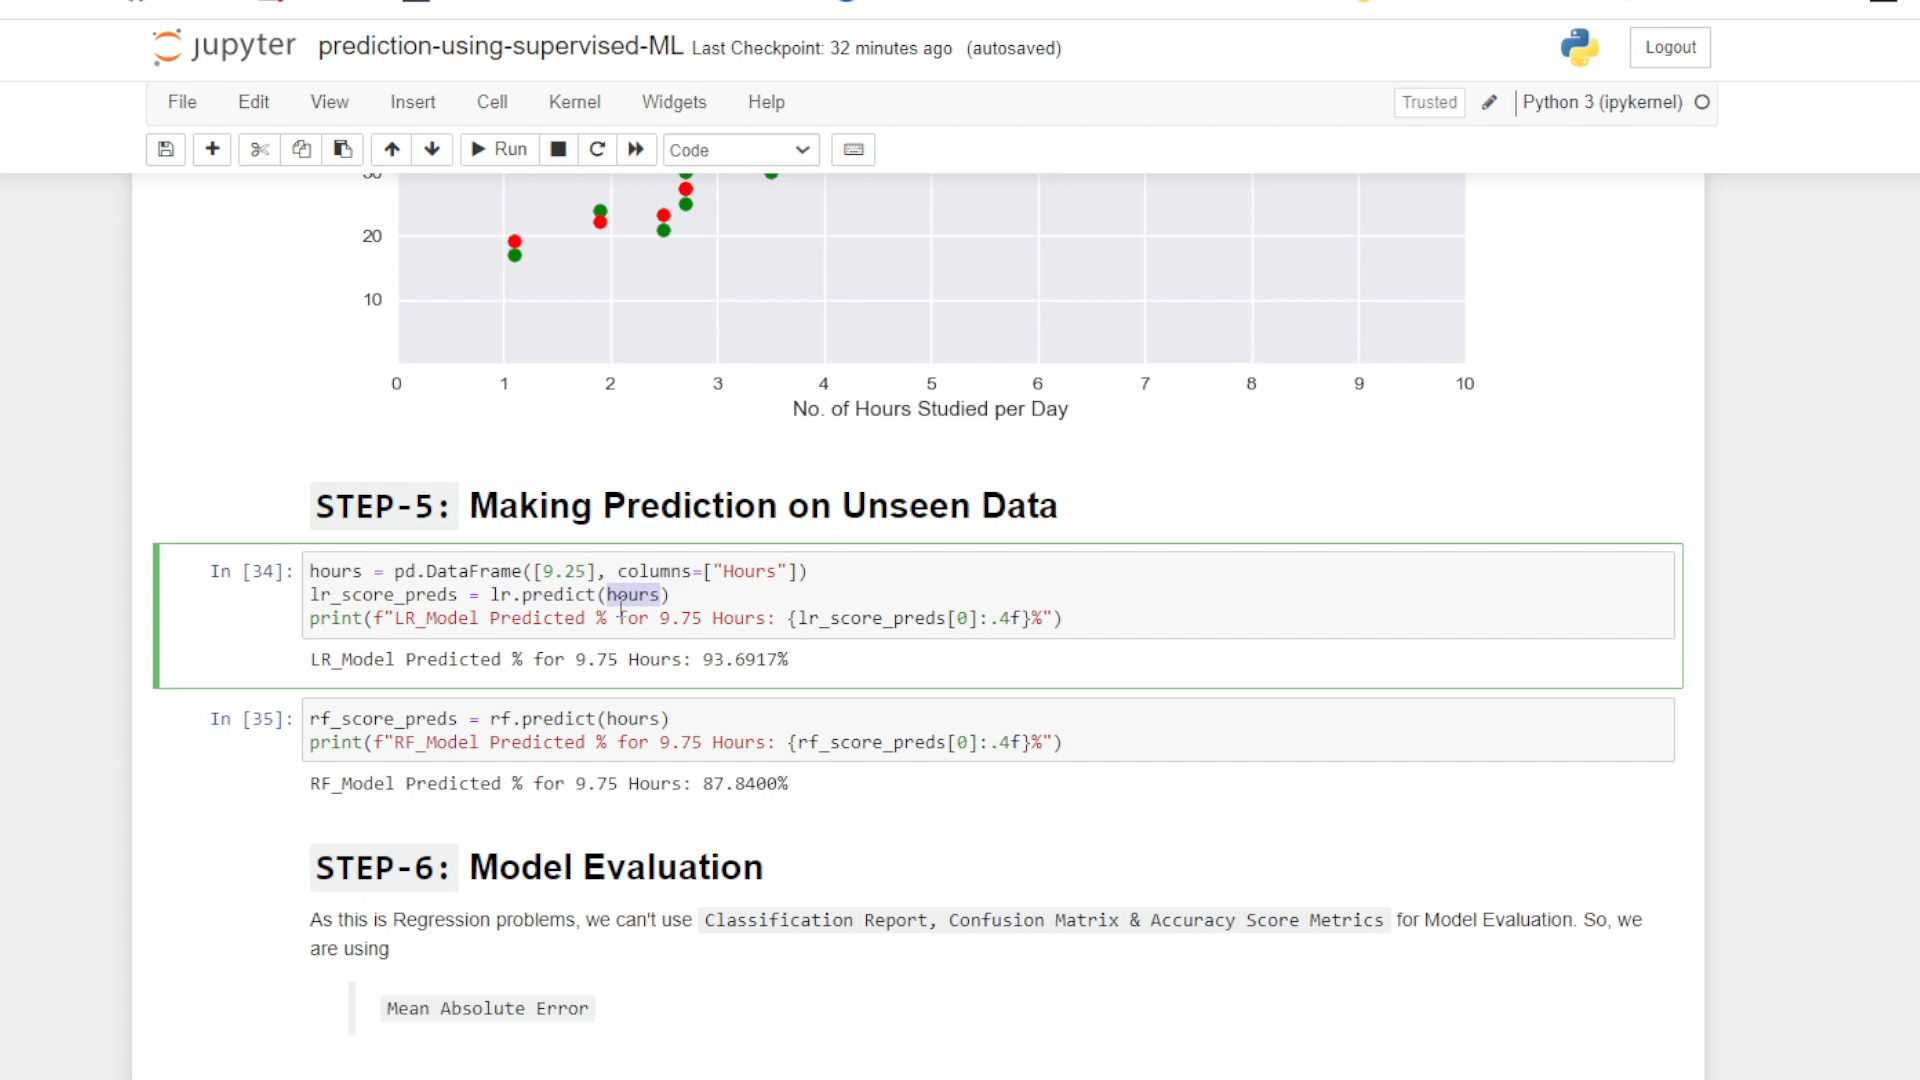 jupyter prediction-using-supervised-ML Last Checkpoint: 32 minutes ago (autosaved) Logout
File Edit View Insert Cell Kernel Widgets Help Trusted Python 3 (ipykernel)
Run Code
20
10
0 1 2 3 4 5 6 7 8 9 10
No. of Hours Studied per Day
STEP-5: Making Prediction on Unseen Data
In [34]: hours = pd.DataFrame([9.25], columns=["Hours"])
lr_score_preds = lr.predict(hours)
print(f"LR_Model Predicted % for 9.75 Hours: {lr_score_preds[0]:.4f}%")
LR_Model Predicted % for 9.75 Hours: 93.6917%
In [35]: rf_score_preds = rf.predict(hours)
print(f"RF_Model Predicted % for 9.75 Hours: {rf_score_preds[0]:.4f}%")
RF_Model Predicted % for 9.75 Hours: 87.8400%
STEP-6: Model Evaluation
As this is Regression problems, we can't use Classification Report, Confusion Matrix & Accuracy Score Metrics for Model Evaluation. So, we
are using
Mean Absolute Error